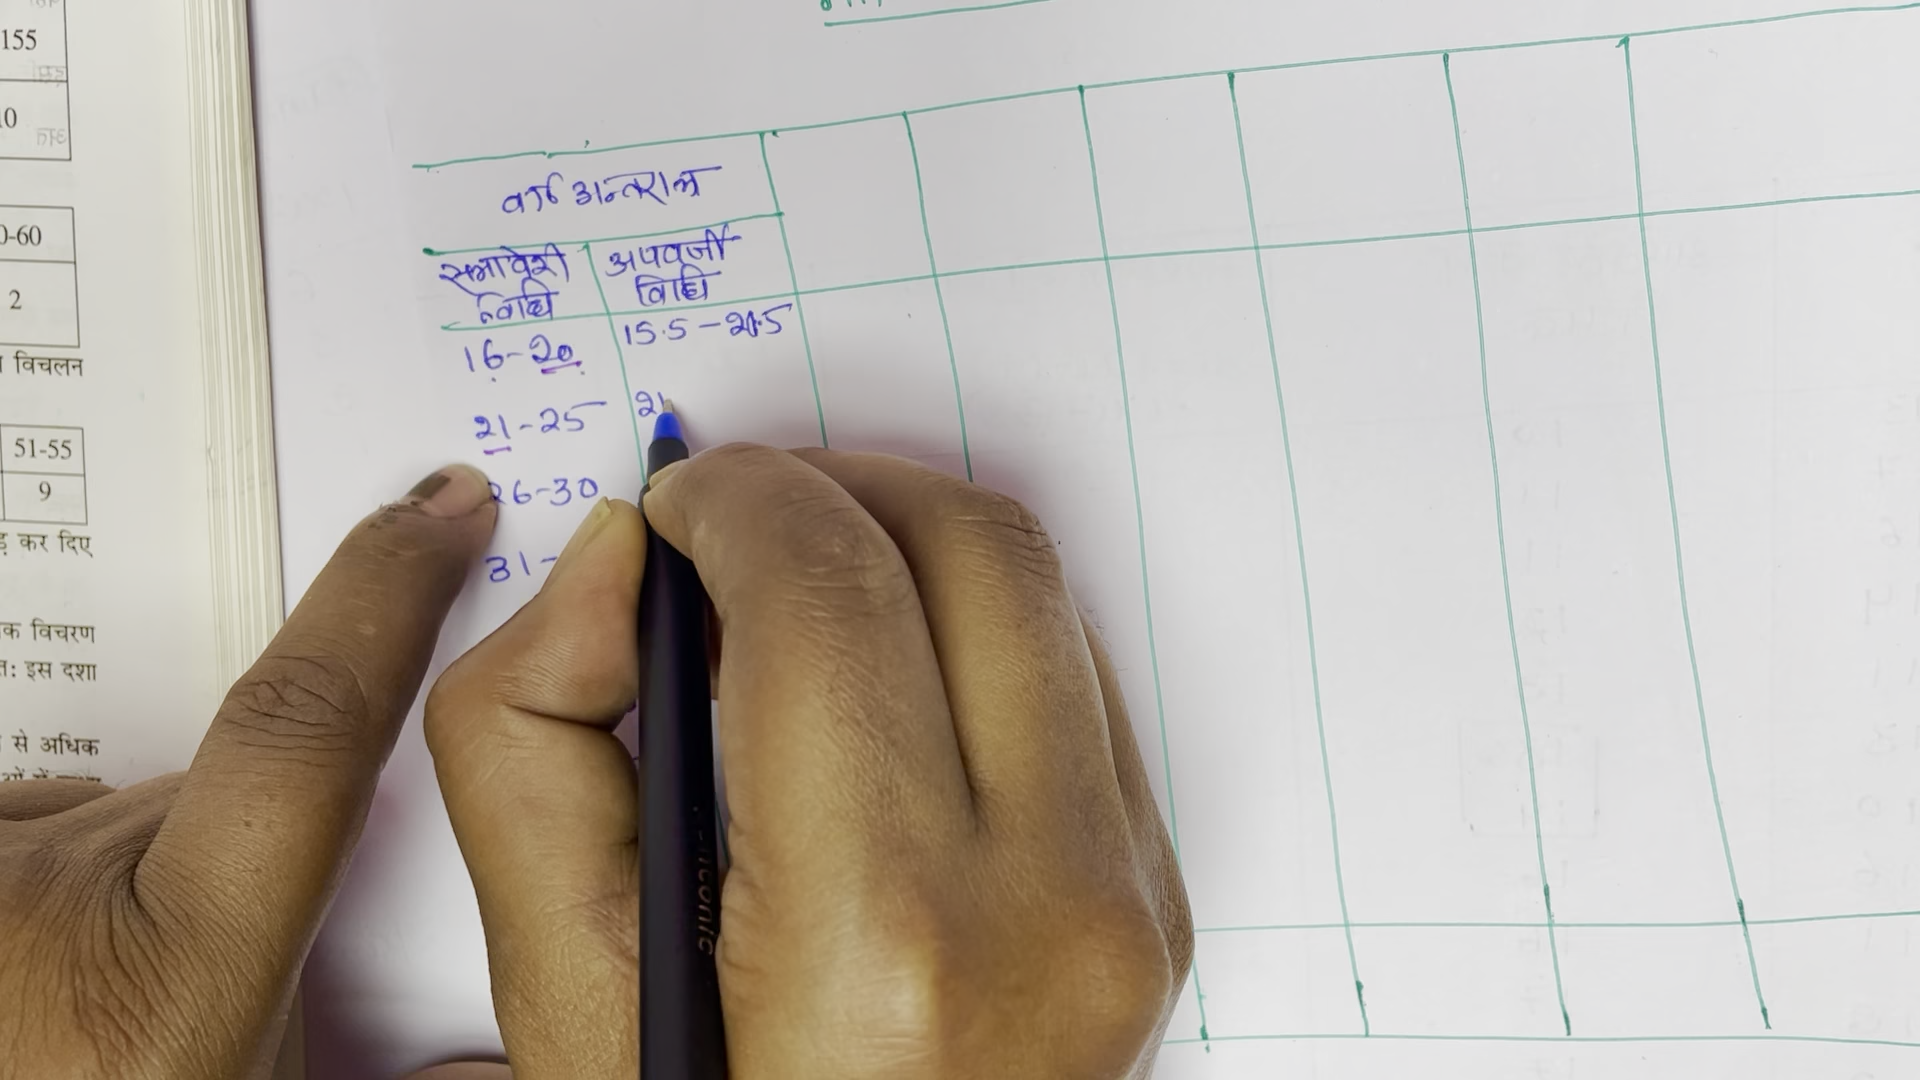 155
10
0-60
2
विचलन
51-55
9
कर दिए
क विचरण
त: इस दशा
से अधिक
वर्ग अन्तराल
समावेशी विधि
अपवर्जी विधि
16-20
15.5-20.5
21-25
26-30
31-